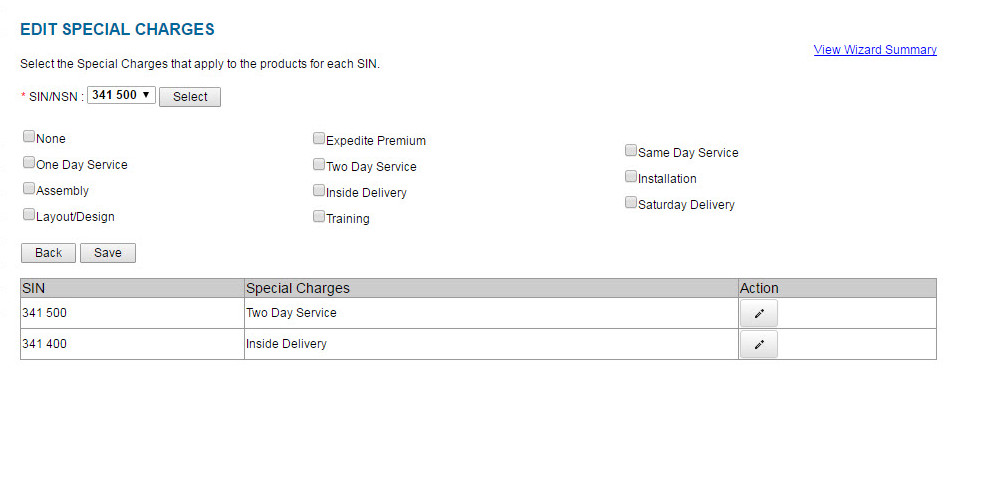 EDIT SPECIAL CHARGES
View Wizard Summary
Select the Special Charges that apply to the products for each SIN.
* SIN/NSN : 341 500 ▼ Select
None Expedite Premium Same Day Service
One Day Service Two Day Service Installation
Assembly Inside Delivery Saturday Delivery
Layout/Design Training
Back Save
SIN Special Charges Action
341 500 Two Day Service
341 400 Inside Delivery